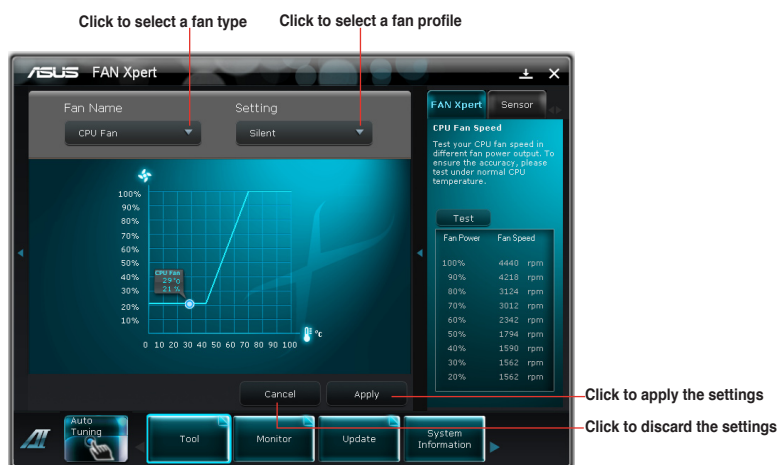 Click to select a fan type
Click to select a fan profile
ASUS FAN Xpert
Fan Name
Setting
CPU Fan
Silent
100%
90%
80%
70%
60%
50%
40%
30%
20%
10%
CPU Fan
29°c
21 %
°c
0 10 20 30 40 50 60 70 80 90 100
Cancel
Apply
FAN Xpert
Sensor
CPU Fan Speed
Test your CPU fan speed in
different fan power output. To
ensure the accuracy, please
test under normal CPU
temperature.
Test
Fan Power Fan Speed
100% 4440 rpm
90% 4218 rpm
80% 3124 rpm
70% 3012 rpm
60% 2342 rpm
50% 1794 rpm
40% 1590 rpm
30% 1562 rpm
20% 1562 rpm
Click to apply the settings
Click to discard the settings
Auto
Tuning
Tool
Monitor
Update
System
Information